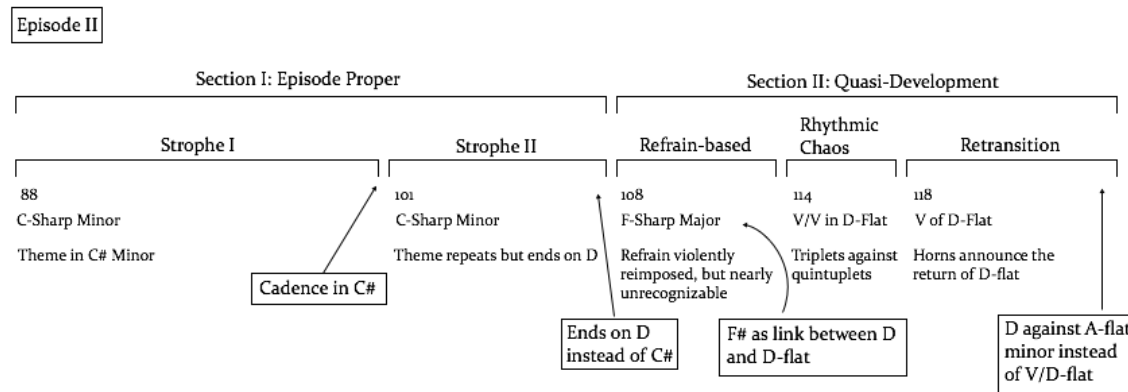 Episode II
Section I: Episode Proper
Section II: Quasi-Development
Strophe I
Strophe II
Refrain-based
Rhythmic
Chaos
Retransition
88
C-Sharp Minor
Theme in C# Minor
101
C-Sharp Minor
Theme repeats but ends on D
108
F-Sharp Major
Refrain violently
reimposed, but nearly
unrecognizable
114
V/V in D-Flat
Triplets against
quintuplets
118
V of D-Flat
Horns announce the
return of D-flat
Cadence in C#
Ends on D
instead of C#
F# as link between D
and D-flat
D against A-flat
minor instead
of V/D-flat